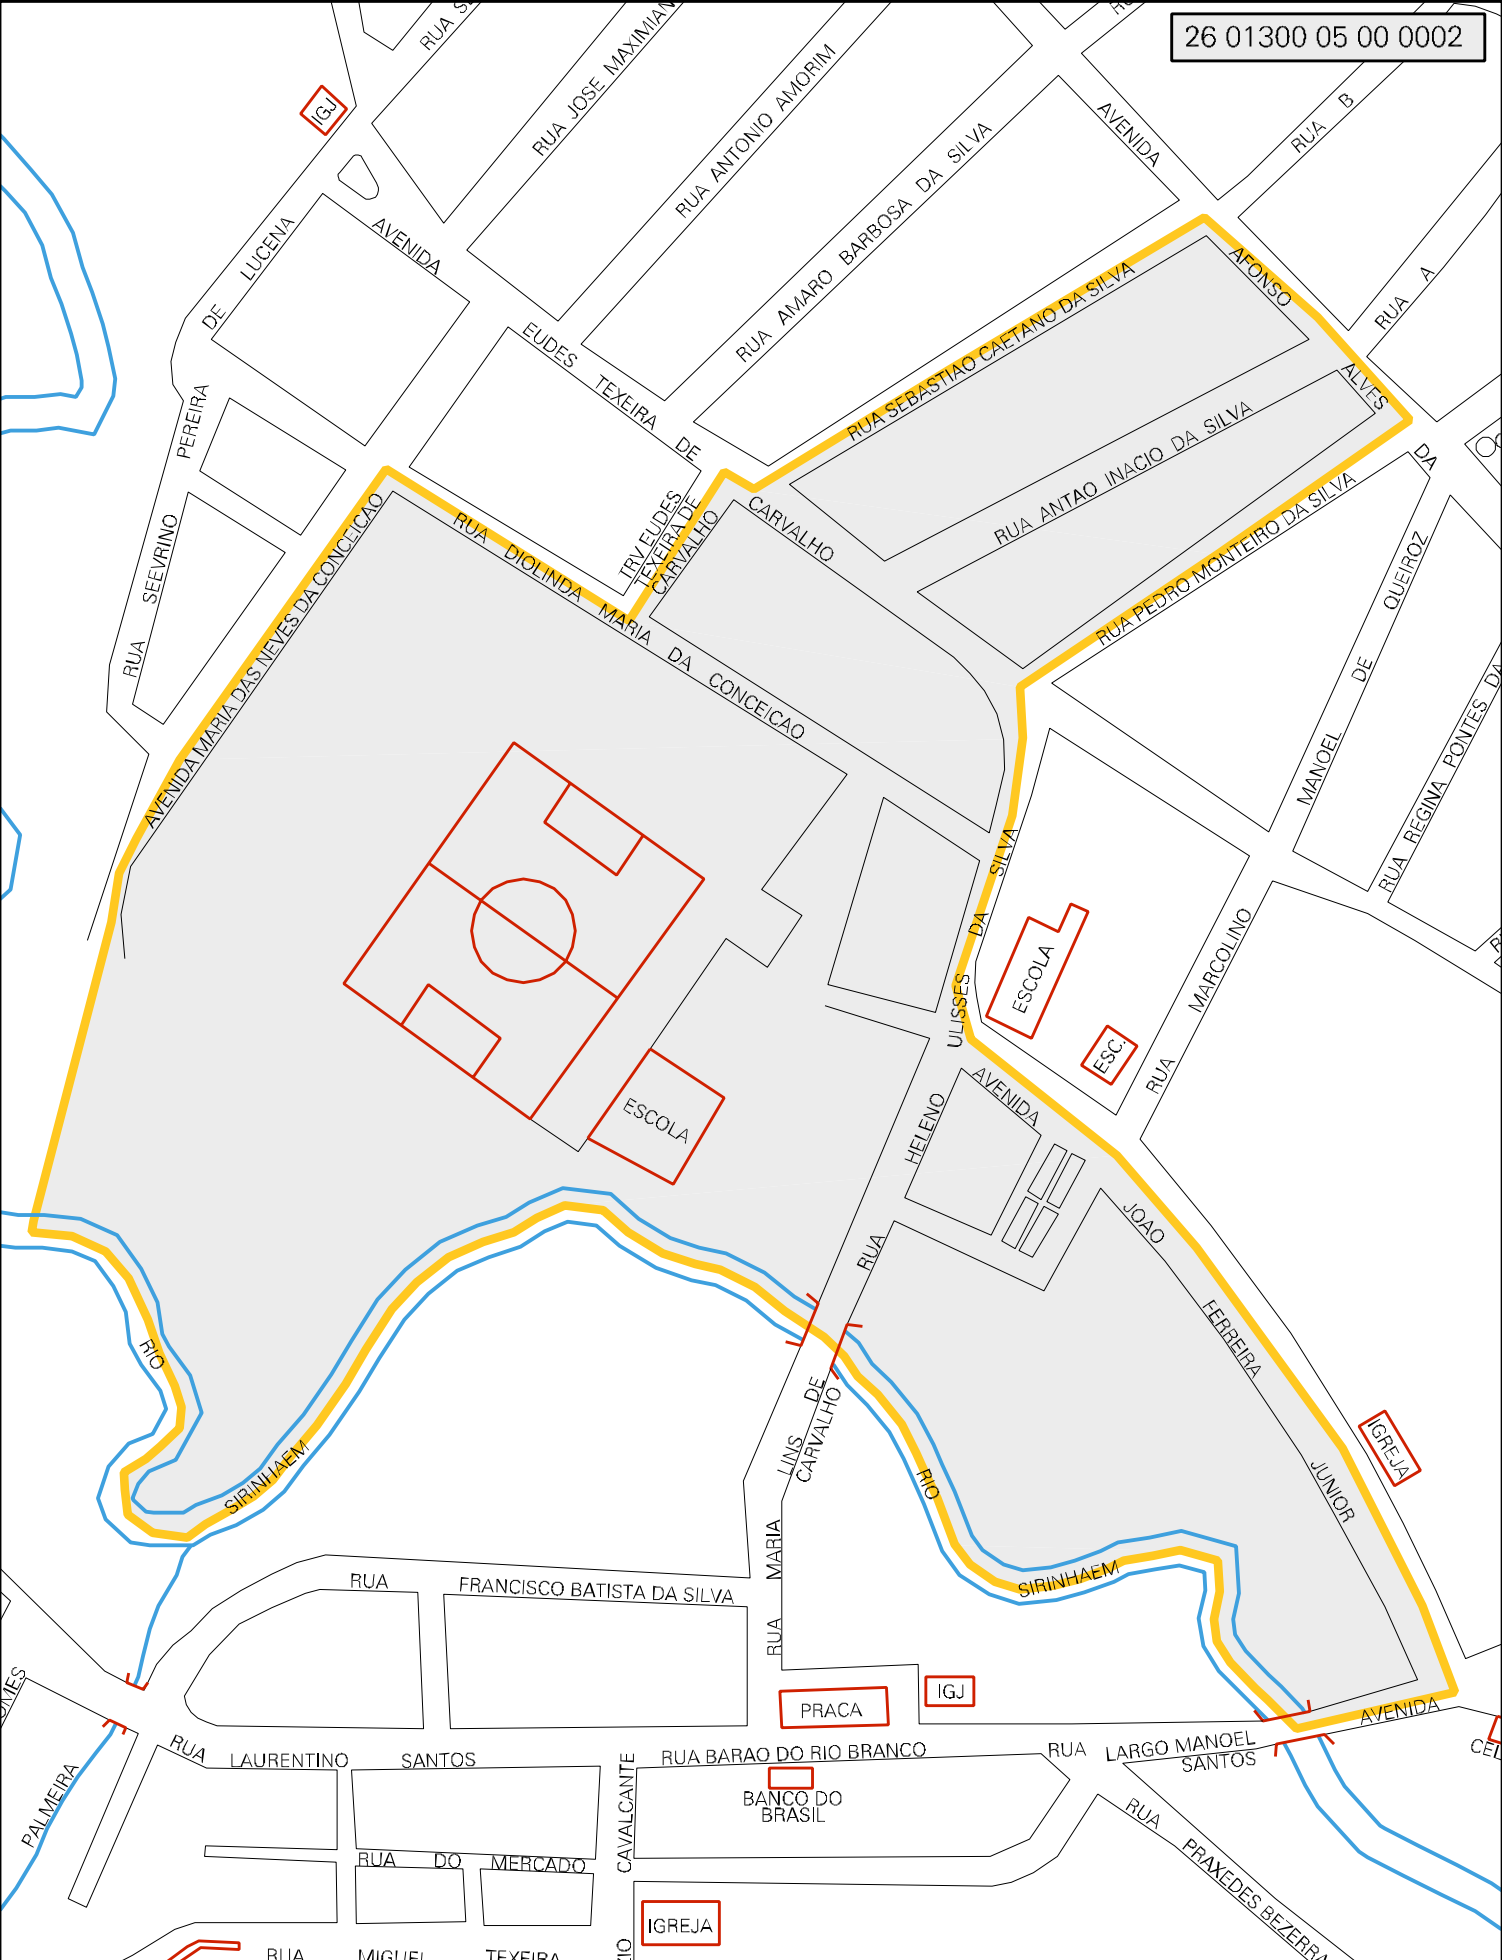 26 01300 05 00 0002
RUA JOSE MAXIMIAN
RUA ANTONIO AMORIM
RUA AMARO BARBOSA DA SILVA
AVENIDA
RUA B
RUA A
IGJ
DE LUCENA
AVENIDA
EUDES TEXEIRA DE
CARVALHO
PEREIRA
RUA SEEVRINO
RUA SEBASTIAO CAETANO DA SILVA
AFONSO
ALVES
DA
RUA ANTAO INACIO DA SILVA
RUA PEDRO MONTEIRO DA SILVA
TRV EUDES
TEXEIRA DE
CARVALHO
RUA DIOLINDA MARIA DA CONCEICAO
AVENIDA MARIA DAS NEVES DA CONCEICAO
MANOEL DE QUEIROZ
RUA REGINA PONTES DA
ULISSES DA SILVA
ESCOLA
ESC.
RUA MARCOLINO
ESCOLA
RUA HELENO
AVENIDA
JOAO
FERREIRA
JUNIOR
IGREJA
RIO
SIRINHAEM
LINS DE
CARVALHO
RIO
SIRINHAEM
RUA MARIA
RUA FRANCISCO BATISTA DA SILVA
IGJ
PRACA
AVENIDA
RUA LARGO MANOEL
SANTOS
RUA BARAO DO RIO BRANCO
RUA LAURENTINO SANTOS
BANCO DO
BRASIL
PALMEIRA
CAVALCANTE
RUA DO MERCADO
RUA PRAXEDES BEZERRA
IGREJA
RUA MIGUEL TEXEIRA